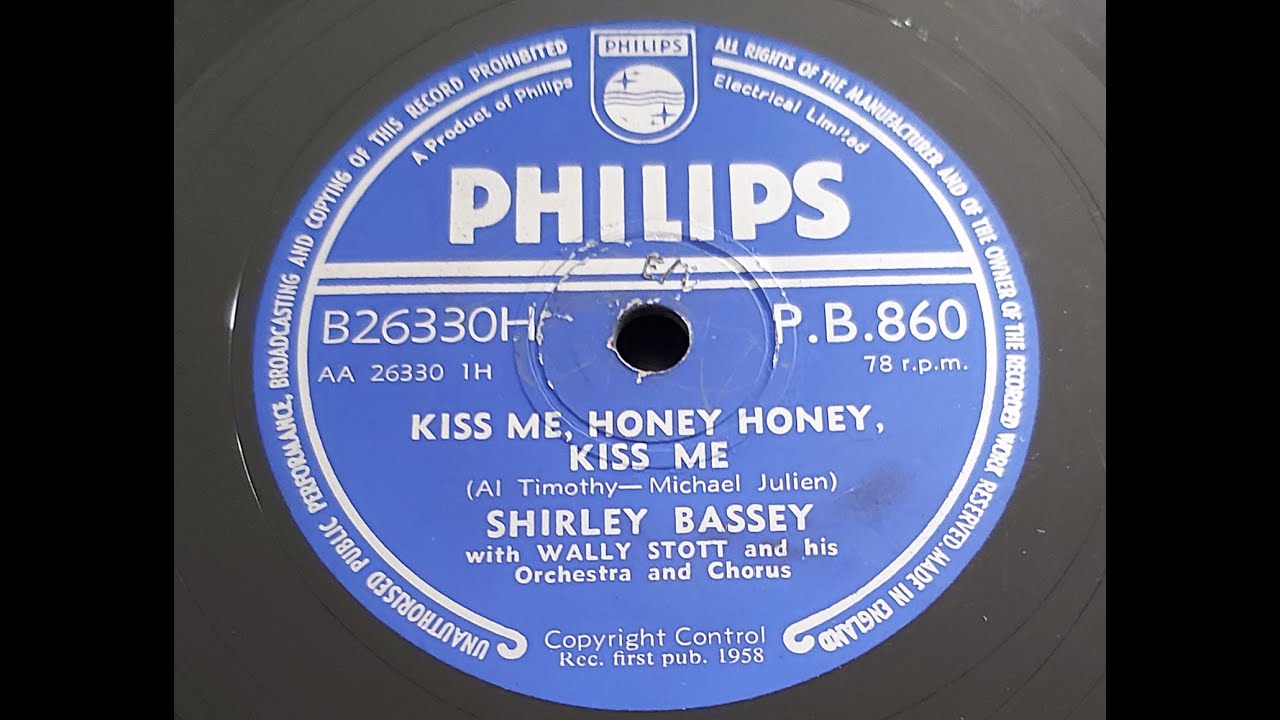 PHILIPS
UNAUTHORISED PUBLIC PERFORMANCE, BROADCASTING AND COPYING OF THIS RECORD PROHIBITED
ALL RIGHTS OF THE MANUFACTURER AND OF THE OWNER OF THE RECORDED WORK RESERVED. MADE IN ENGLAND
A Product of Philips
Electrical Limited
PHILIPS
B26330H
P.B.860
AA 26330 1H
78 r.p.m.
KISS ME, HONEY HONEY,
KISS ME
(Al Timothy—Michael Julien)
SHIRLEY BASSEY
with WALLY STOTT and his
Orchestra and Chorus
Copyright Control
Rec. first pub. 1958